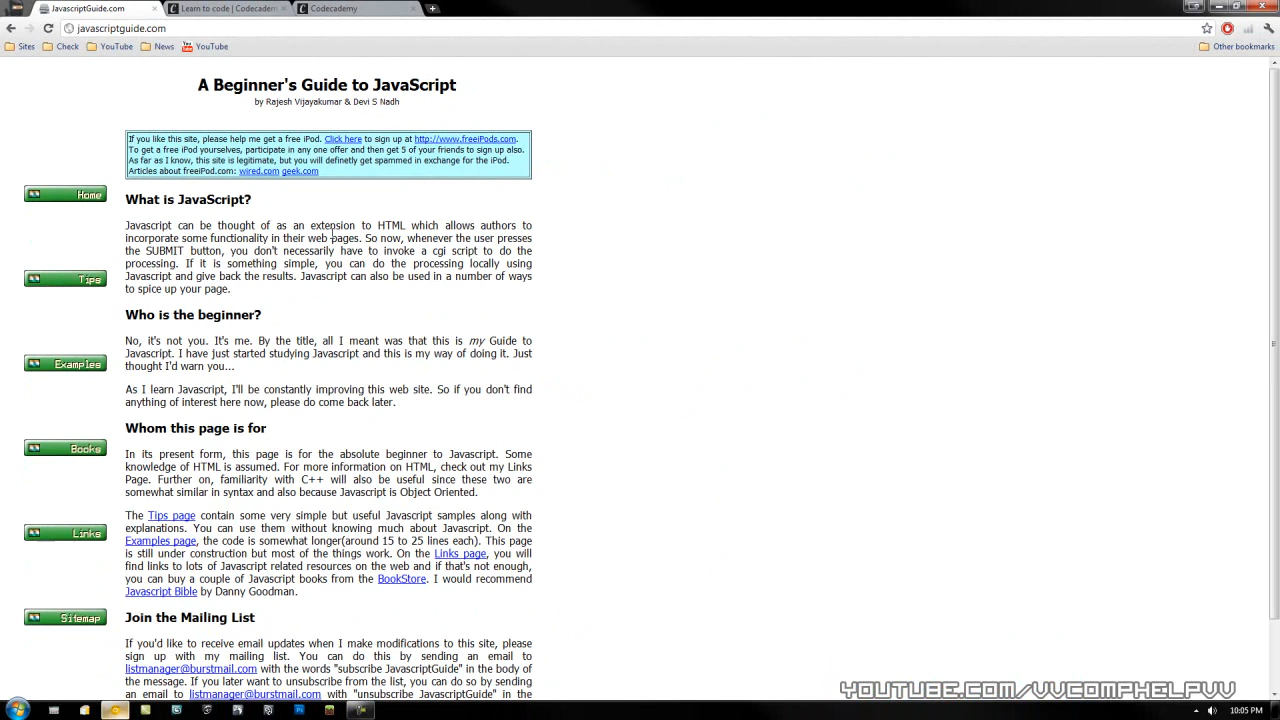 JavascriptGuide.com
Learn to code | Codecadem
Codecademy
javascriptguide.com
Sites
Check
YouTube
News
You Tube
YouTube
Other bookmarks
A Beginner's Guide to JavaScript
by Rajesh Vijayakumar & Devi S Nadh
If you like this site, please help me get a free iPod. Click here to sign up at http://www.freeiPods.com.
To get a free iPod yourselves, participate in any one offer and then get 5 of your friends to sign up also.
As far as I know, this site is legitimate, but you will definetly get spammed in exchange for the iPod.
Articles about freeiPod.com: wired.com geek.com
Home
Tips
Examples
Books
Links
Sitemap
What is JavaScript?
Javascript can be thought of as an extension to HTML which allows authors to
incorporate some functionality in their web pages. So now, whenever the user presses
the SUBMIT button, you don't necessarily have to invoke a cgi script to do the
processing. If it is something simple, you can do the processing locally using
Javascript and give back the results. Javascript can also be used in a number of ways
to spice up your page.
Who is the beginner?
No, it's not you. It's me. By the title, all I meant was that this is my Guide to
Javascript. I have just started studying Javascript and this is my way of doing it. Just
thought I'd warn you...
As I learn Javascript, I'll be constantly improving this web site. So if you don't find
anything of interest here now, please do come back later.
Whom this page is for
In its present form, this page is for the absolute beginner to Javascript. Some
knowledge of HTML is assumed. For more information on HTML, check out my Links
Page. Further on, familiarity with C++ will also be useful since these two are
somewhat similar in syntax and also because Javascript is Object Oriented.
The Tips page contain some very simple but useful Javascript samples along with
explanations. You can use them without knowing much about Javascript. On the
Examples page, the code is somewhat longer(around 15 to 25 lines each). This page
is still under construction but most of the things work. On the Links page, you will
find links to lots of Javascript related resources on the web and if that's not enough,
you can buy a couple of Javascript books from the BookStore. I would recommend
Javascript Bible by Danny Goodman.
Join the Mailing List
If you'd like to receive email updates when I make modifications to this site, please
sign up with my mailing list. You can do this by sending an email to
listmanager@burstmail.com with the words "subscribe JavascriptGuide" in the body of
the message. If you later want to unsubscribe from the list, you can do so by sending
an email to listmanager@burstmail.com with "unsubscribe JavascriptGuide" in the
YOUTUBE.COM/VVCOMPHELPVV
10:05 PM